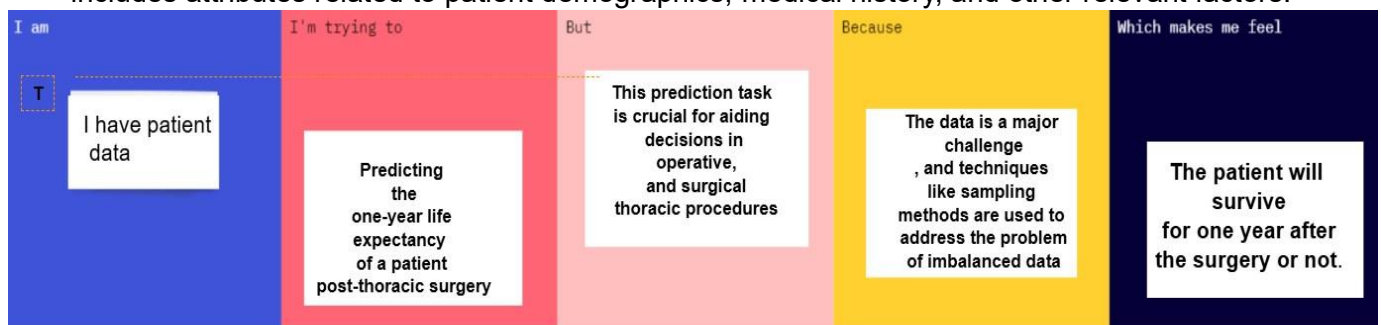 includes attributes related to patient demographics, medical history, and other relevant factors.
I am
I'm trying to
But
Because
Which makes me feel
T
I have patient
data
Predicting
the
one-year life
expectancy
of a patient
post-thoracic surgery
This prediction task
is crucial for aiding
decisions in
operative,
and surgical
thoracic procedures
The data is a major
challenge
, and techniques
like sampling
methods are used to
address the problem
of imbalanced data
The patient will
survive
for one year after
the surgery or not.